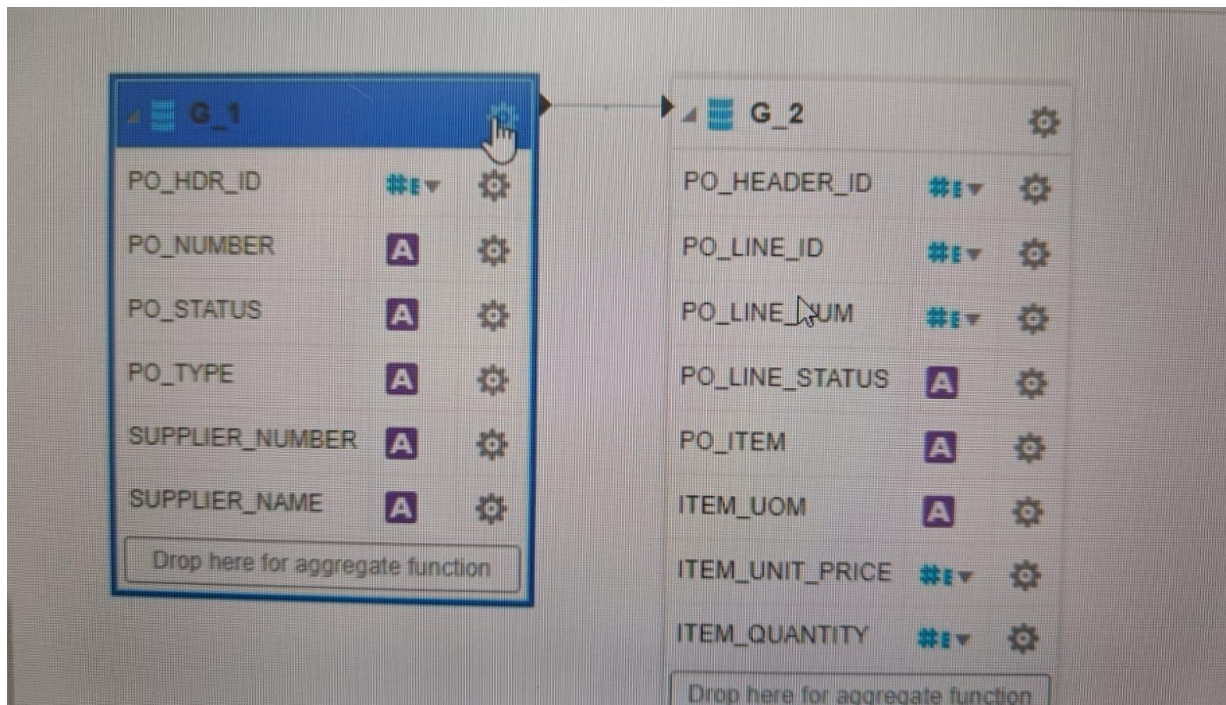 G_1
PO_HDR_ID
PO_NUMBER A
PO_STATUS A
PO_TYPE A
SUPPLIER_NUMBER A
SUPPLIER_NAME A
Drop here for aggregate function
G_2
PO_HEADER_ID
PO_LINE_ID
PO_LINE_NUM
PO_LINE_STATUS A
PO_ITEM A
ITEM_UOM A
ITEM_UNIT_PRICE
ITEM_QUANTITY
Drop here for aggregate function